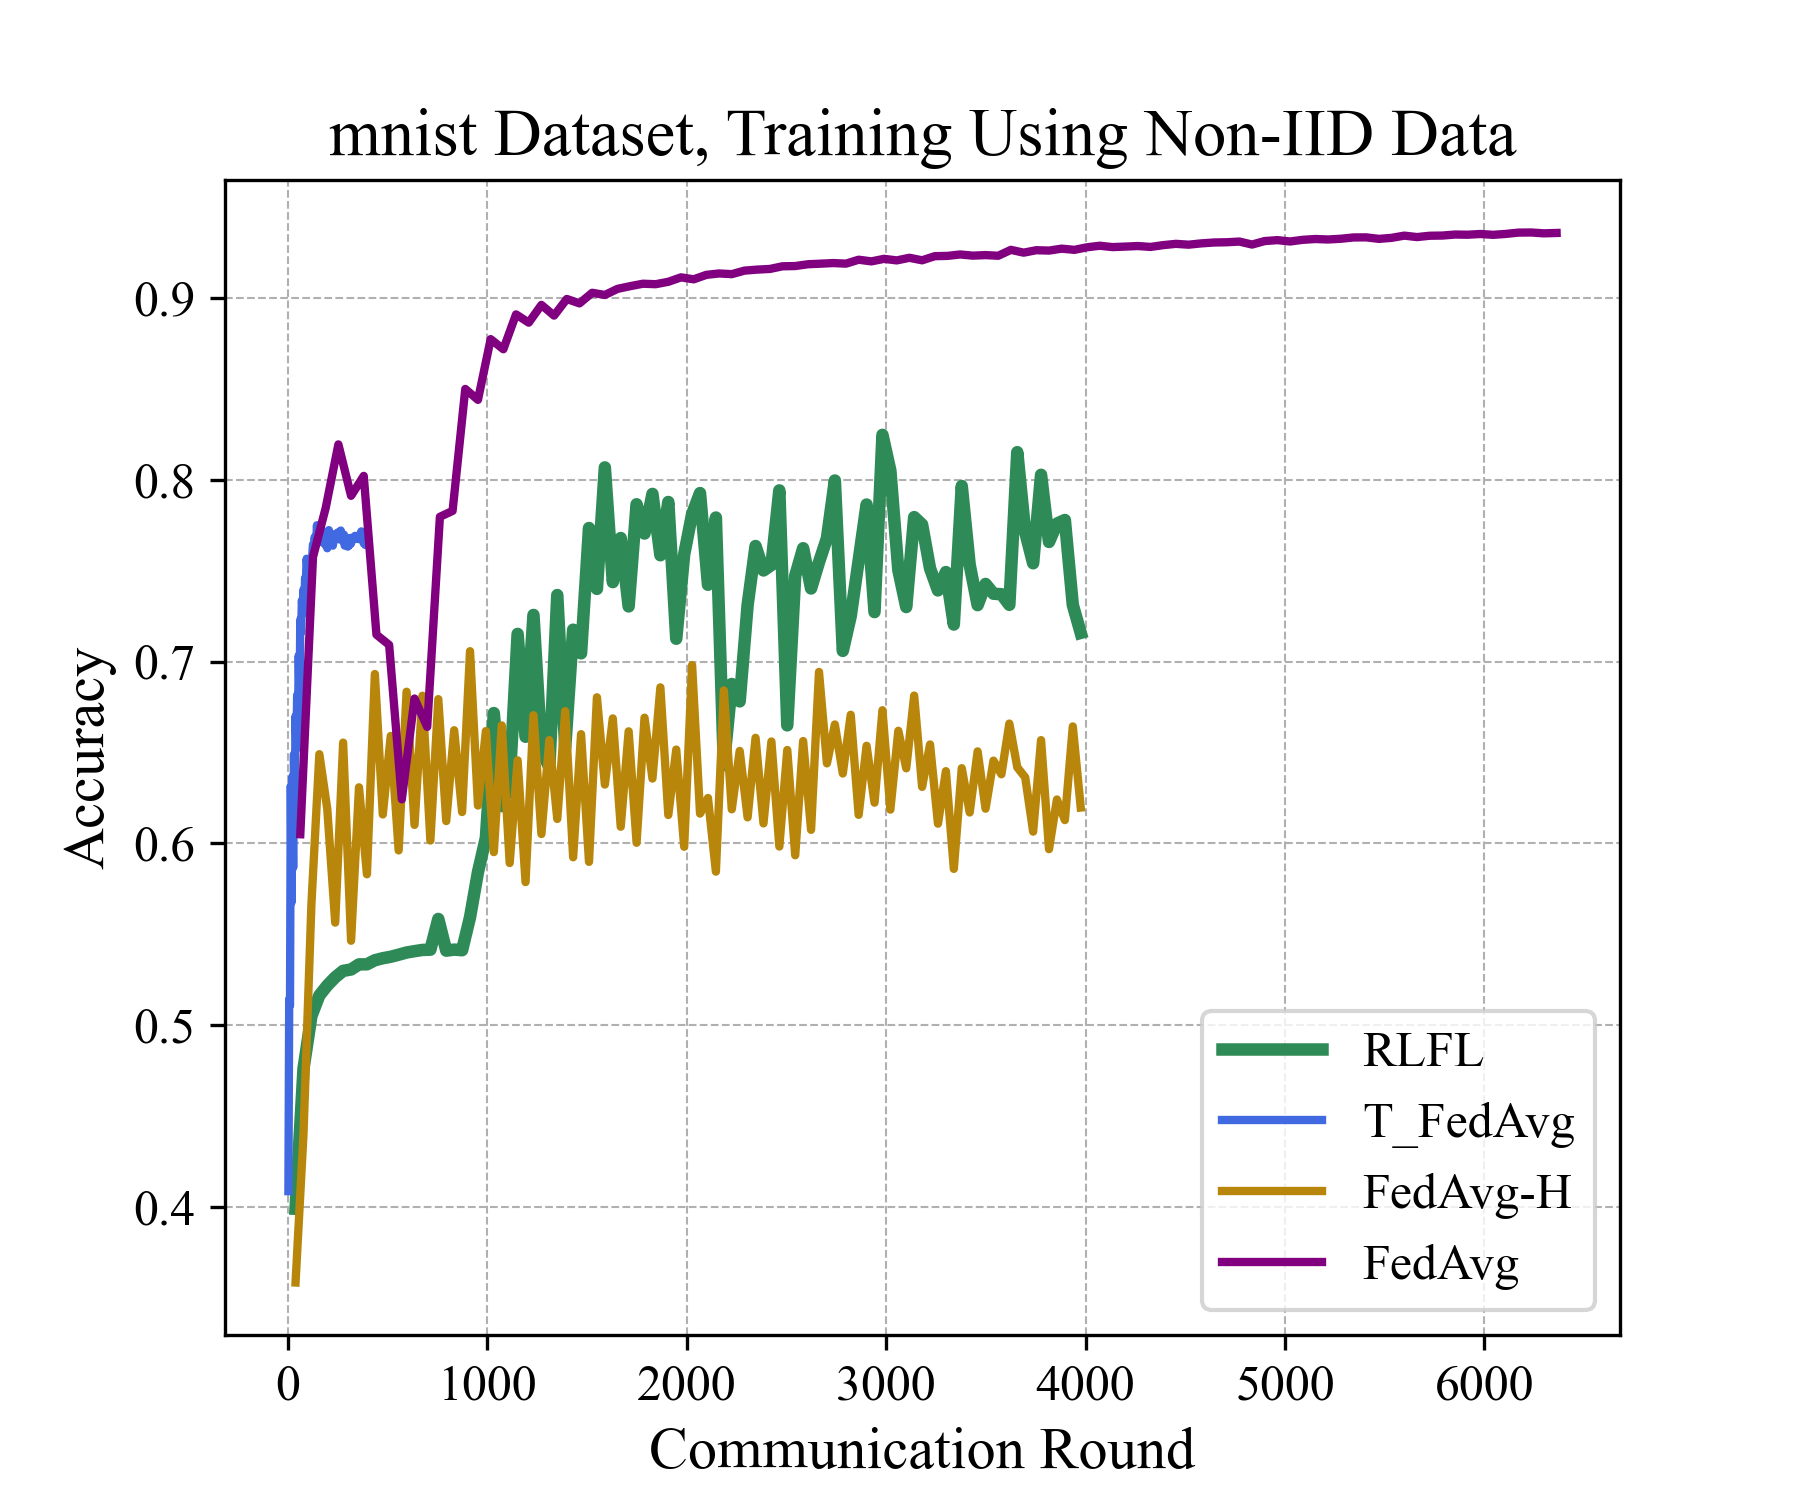 mnist Dataset, Training Using Non-IID Data
Accuracy
0.9
0.8
0.7
0.6
0.5
0.4
RLFL
T_FedAvg
FedAvg-H
FedAvg
0 1000 2000 3000 4000 5000 6000
Communication Round